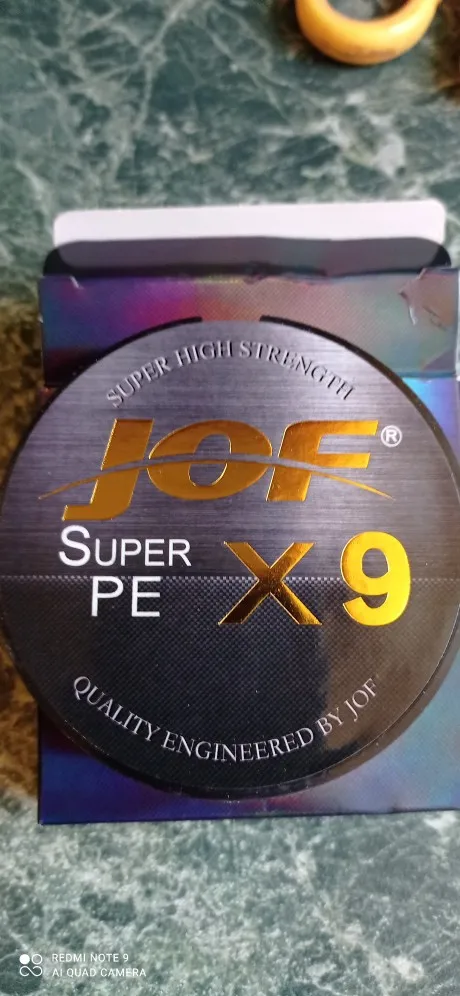 SUPER HIGH STRENGTH
JOF®
SUPER
PE
X9
QUALITY ENGINEERED BY JOF
REDMI NOTE 9
AI QUAD CAMERA